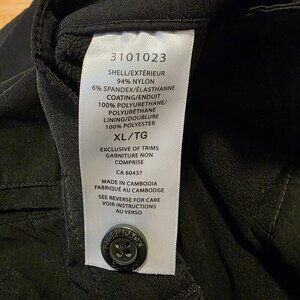 3101023
SHELL/EXTÉRIEUR
94% NYLON
6% SPANDEX/ÉLASTHANNE
COATING/ENDUIT
100% POLYURETHANE/
POLYURÉTHANE
LINING/DOUBLURE
100% POLYESTER
XL/TG
EXCLUSIVE OF TRIMS
GARNITURE NON
COMPRISE
CA 60437
MADE IN CAMBODIA
FABRIQUÉ AU CAMBODGE
SEE REVERSE FOR CARE
VOIR INSTRUCTIONS
AU VERSO